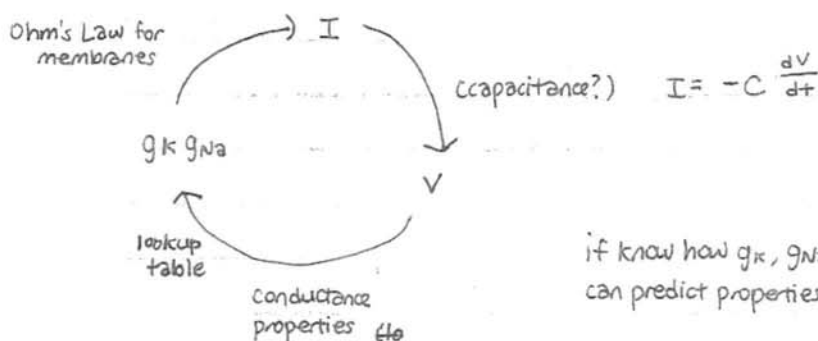 Ohm's Law for
membranes
I
(capacitance?) I = -C dV/dt
gK gNa
V
lookup
table
conductance
properties
if know how gK, gN
can predict properties